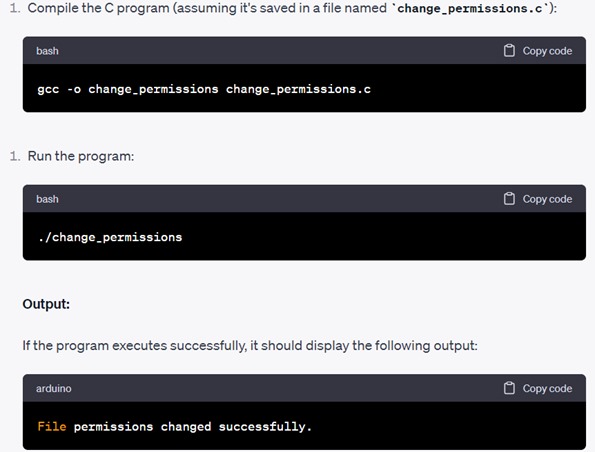 1. Compile the C program (assuming it's saved in a file named `change_permissions.c`):
bash Copy code
gcc -o change_permissions change_permissions.c
1. Run the program:
bash Copy code
./change_permissions
Output:
If the program executes successfully, it should display the following output:
arduino Copy code
File permissions changed successfully.